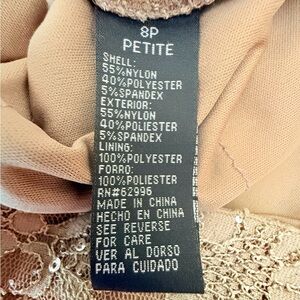 8P
PETITE
SHELL:
55%NYLON
40%POLYESTER
5%SPANDEX
EXTERIOR:
55%NYLON
40%POLIESTER
5%SPANDEX
LINING:
100%POLYESTER
FORRO:
100%POLIESTER
RN#62996
MADE IN CHINA
HECHO EN CHINA
SEE REVERSE
FOR CARE
VER AL DORSO
PARA CUIDADO